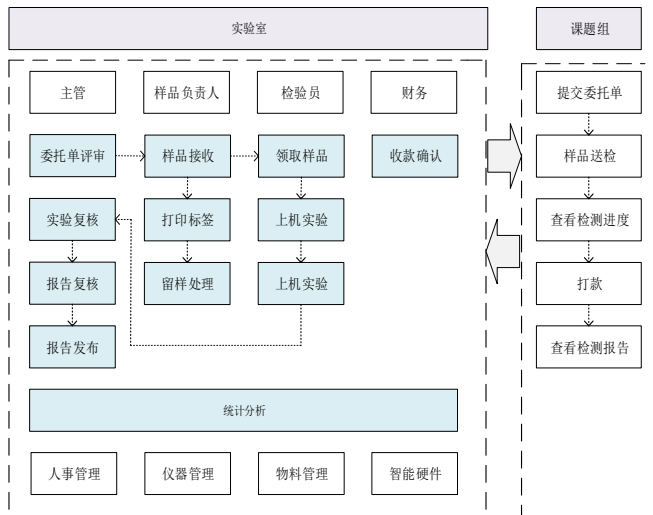 实验室
课题组
主管
样品负责人
检验员
财务
提交委托单
委托单评审
样品接收
领取样品
收款确认
样品送检
实验复核
打印标签
上机实验
查看检测进度
报告复核
留样处理
上机实验
打款
报告发布
查看检测报告
统计分析
人事管理
仪器管理
物料管理
智能硬件